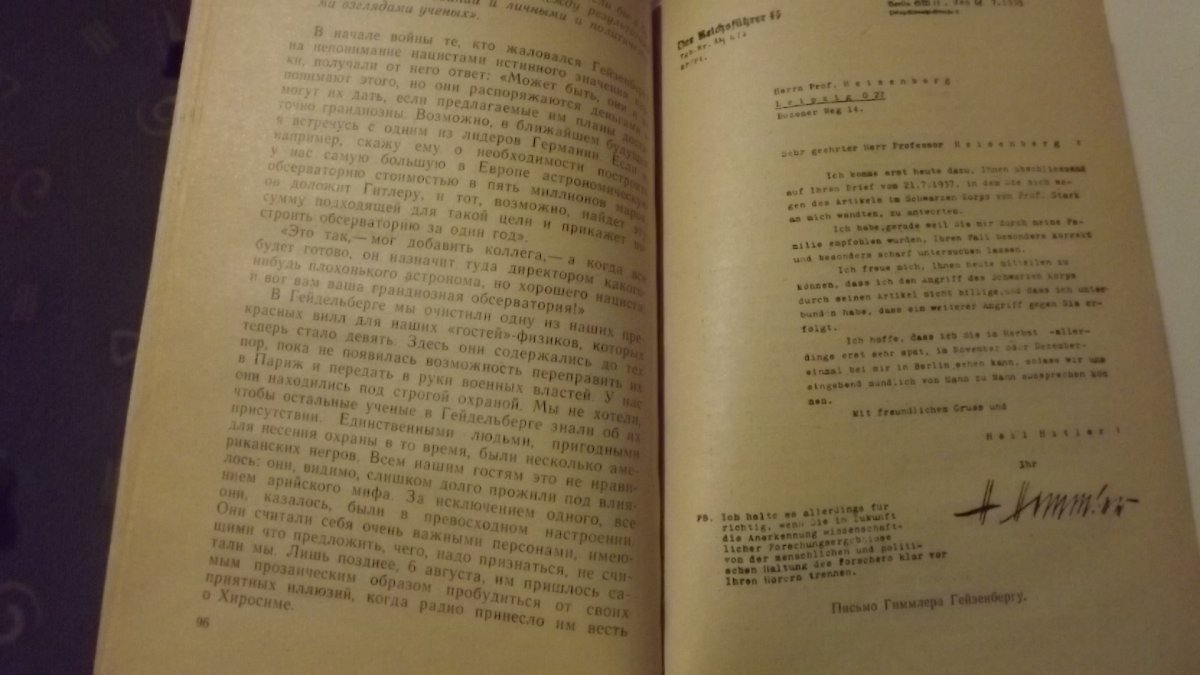 ли бы
между результа
и личными и политиче
ми взглядами ученых».
В начале войны те, кто жаловался Гейзенберг
на непонимание нацистами истинного значения
ки, получали от него ответ: «Может быть, они и
понимают этого, но они распоряжаются деньгами
могут их дать, если предлагаемые им планы доста
точно грандиозны. Возможно, в ближайшем будущем
я встречусь с одним из лидеров Германии. Если я,
например, скажу ему о необходимости построить
у нас самую большую в Европе астрономическую
обсерваторию стоимостью в пять миллионов марок,
он доложит Гитлеру, и тот, возможно, найдет эту
сумму подходящей для такой цели и прикажет по
строить обсерваторию за один год».
«Это так,— мог добавить коллега,— а когда все
будет готово, он назначит туда директором какого-
нибудь плохонького астронома, но хорошего нациста,
и вот вам ваша грандиозная обсерватория!»
В Гейдельберге мы очистили одну из наших пре-
красных вилл для наших «гостей»-физиков, которых
теперь стало девять. Здесь они содержались до тех
пор, пока не появилась возможность переправить их
в Париж и передать в руки военных властей. У нас
они находились под строгой охраной. Мы не хотели,
чтобы остальные ученые в Гейдельберге знали об их
присутствии. Единственными людьми, пригодными
для несения охраны в то время, были несколько аме-
риканских негров. Всем нашим гостям это не нрави-
лось: они, видимо, слишком долго прожили под влия-
нием арийского мифа. За исключением одного, все
они, казалось, были в превосходном настроении.
Они считали себя очень важными персонами, имею-
щими что предложить, чего, надо признаться, не счи-
тали мы. Лишь позднее, 6 августа, им пришлось са-
мым прозаическим образом пробудиться от своих
приятных иллюзий, когда радио принесло им весть
о Хиросиме.
96
Der Reichsführer SS
Berlin
7.1938
Herrn Prof. Heisenberg
Leipzig O 27
Bozener Weg 14.
Sehr geehrter Herr Professor Heisenberg !
Ich komme erst heute dazu, Ihnen abschliessend
auf Ihren Brief vom 21.7.1937, in dem Sie sich we-
gen des Artikels im Schwarzen Korps von Prof. Stark
an mich wandten, zu antworten.
Ich habe, gerade weil Sie mir durch meine Fa-
milie empfohlen wurden, Ihren Fall besonders korrekt
und besonders scharf untersuchen lassen.
Ich freue mich, Ihnen heute mitteilen zu
können, dass ich den Angriff des Schwarzen Korps
durch seinen Artikel nicht billige, und dass ich unter-
bunden habe, dass ein weiterer Angriff gegen Sie er-
folgt.
Ich hoffe, dass ich Sie im Herbst -aller-
dings erst sehr spät, im November oder Dezember-
einmal bei mir in Berlin sehen kann, sodass wir uns
eingehend mündlich von Mann zu Mann aussprechen kön
nen.
Mit freundlichem Gruss und
Heil Hitler !
Ihr
H Himmler
PS. Ich halte es allerdings für
richtig, wenn Sie in Zukunft
die Anerkennung wissenschaft-
licher Forschungsergebnisse
von der menschlichen und politi-
schen Haltung des Forschers klar vor
Ihren Hörern trennen.
Письмо Гиммлера Гейзенбергу.